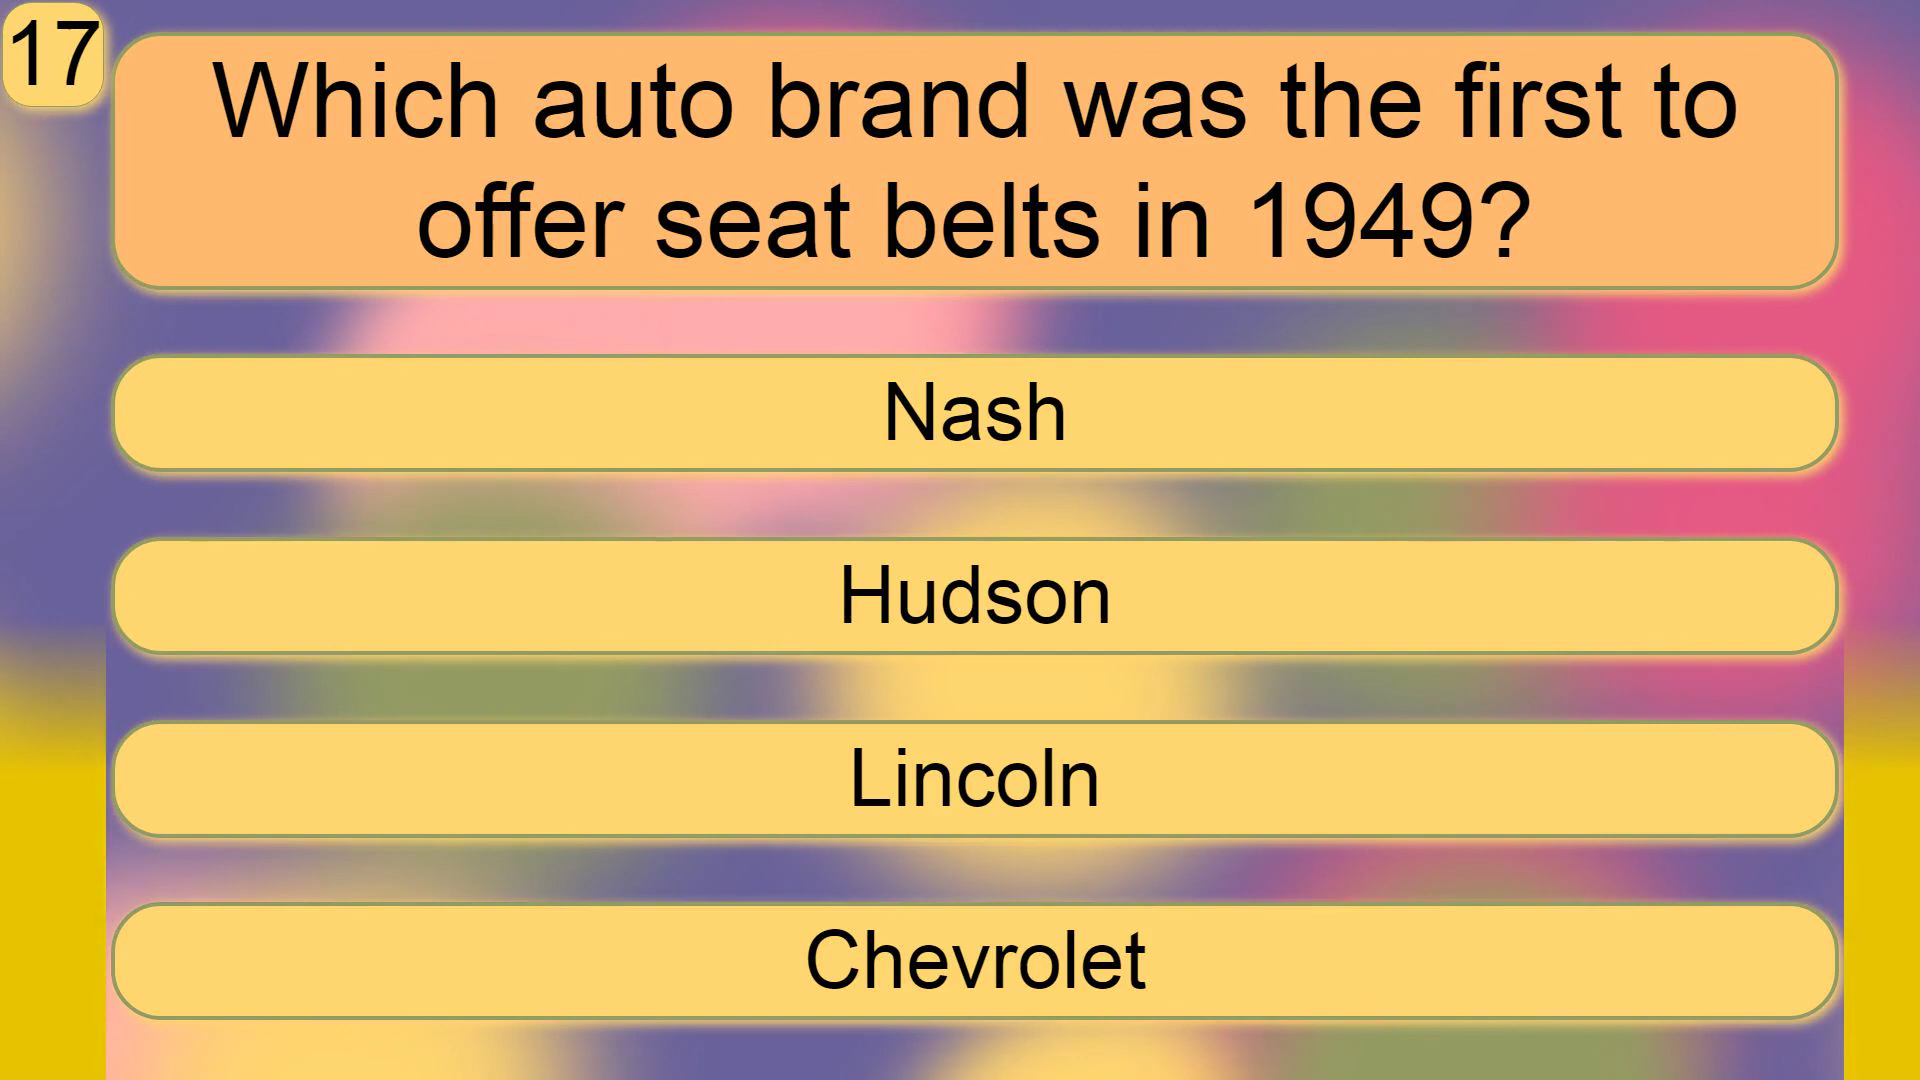 17
Which auto brand was the first to
offer seat belts in 1949?
Nash
Hudson
Lincoln
Chevrolet